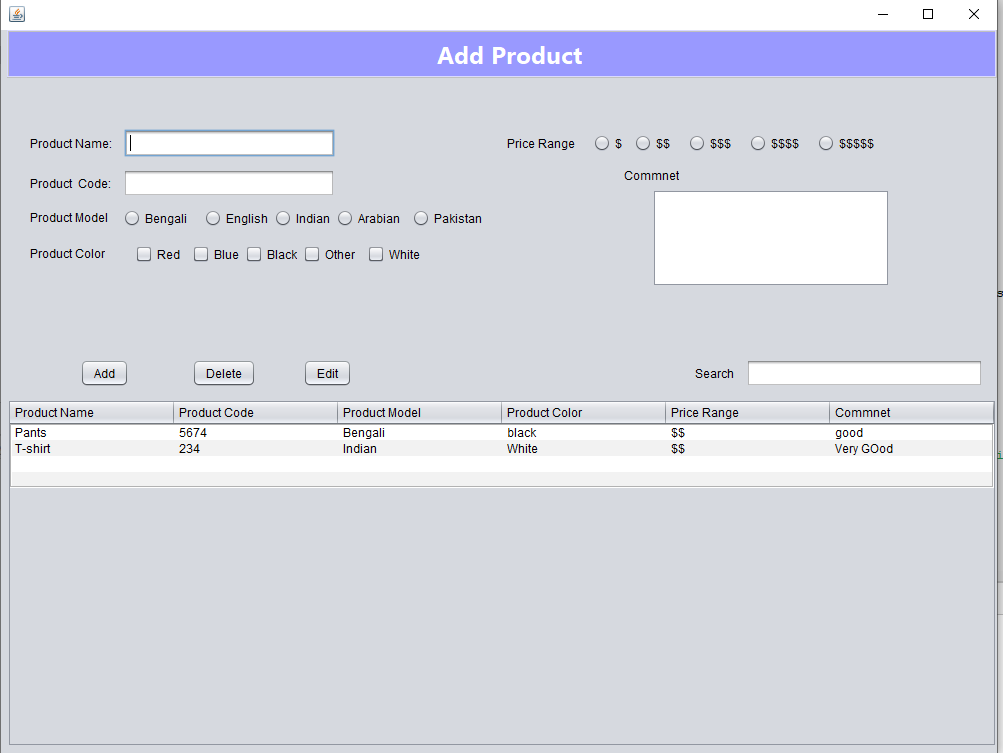 Add Product
Product Name:
Price Range $ $$ $$$ $$$$ $$$$$
Product Code:
Commnet
Product Model Bengali English Indian Arabian Pakistan
Product Color Red Blue Black Other White
Add Delete Edit Search
Product Name Product Code Product Model Product Color Price Range Commnet
Pants 5674 Bengali black $$ good
T-shirt 234 Indian White $$ Very GOod